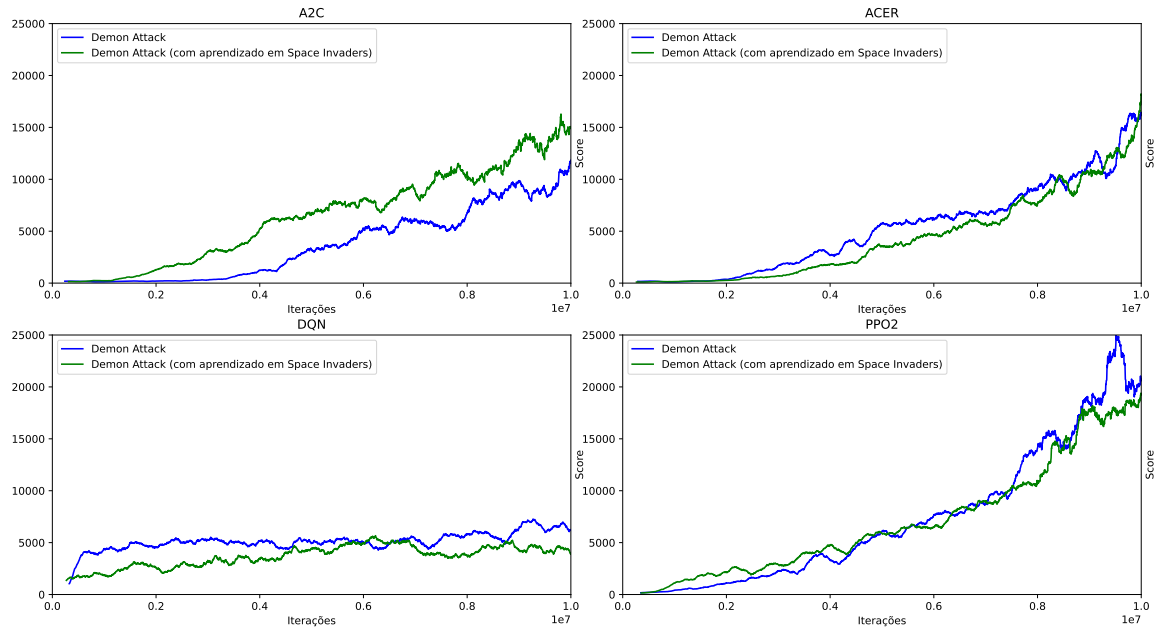 A2C
25000
20000
15000
10000
5000
0
Demon Attack
Demon Attack (com aprendizado em Space Invaders)
0.0 0.2 0.4 0.6 0.8 1.0
Iterações
1e7
Score
ACER
25000
20000
15000
10000
5000
0
Demon Attack
Demon Attack (com aprendizado em Space Invaders)
0.0 0.2 0.4 0.6 0.8 1.0
Iterações
1e7
Score
DQN
25000
20000
15000
10000
5000
0
Demon Attack
Demon Attack (com aprendizado em Space Invaders)
0.0 0.2 0.4 0.6 0.8 1.0
Iterações
1e7
Score
PPO2
25000
20000
15000
10000
5000
0
Demon Attack
Demon Attack (com aprendizado em Space Invaders)
0.0 0.2 0.4 0.6 0.8 1.0
Iterações
1e7
Score